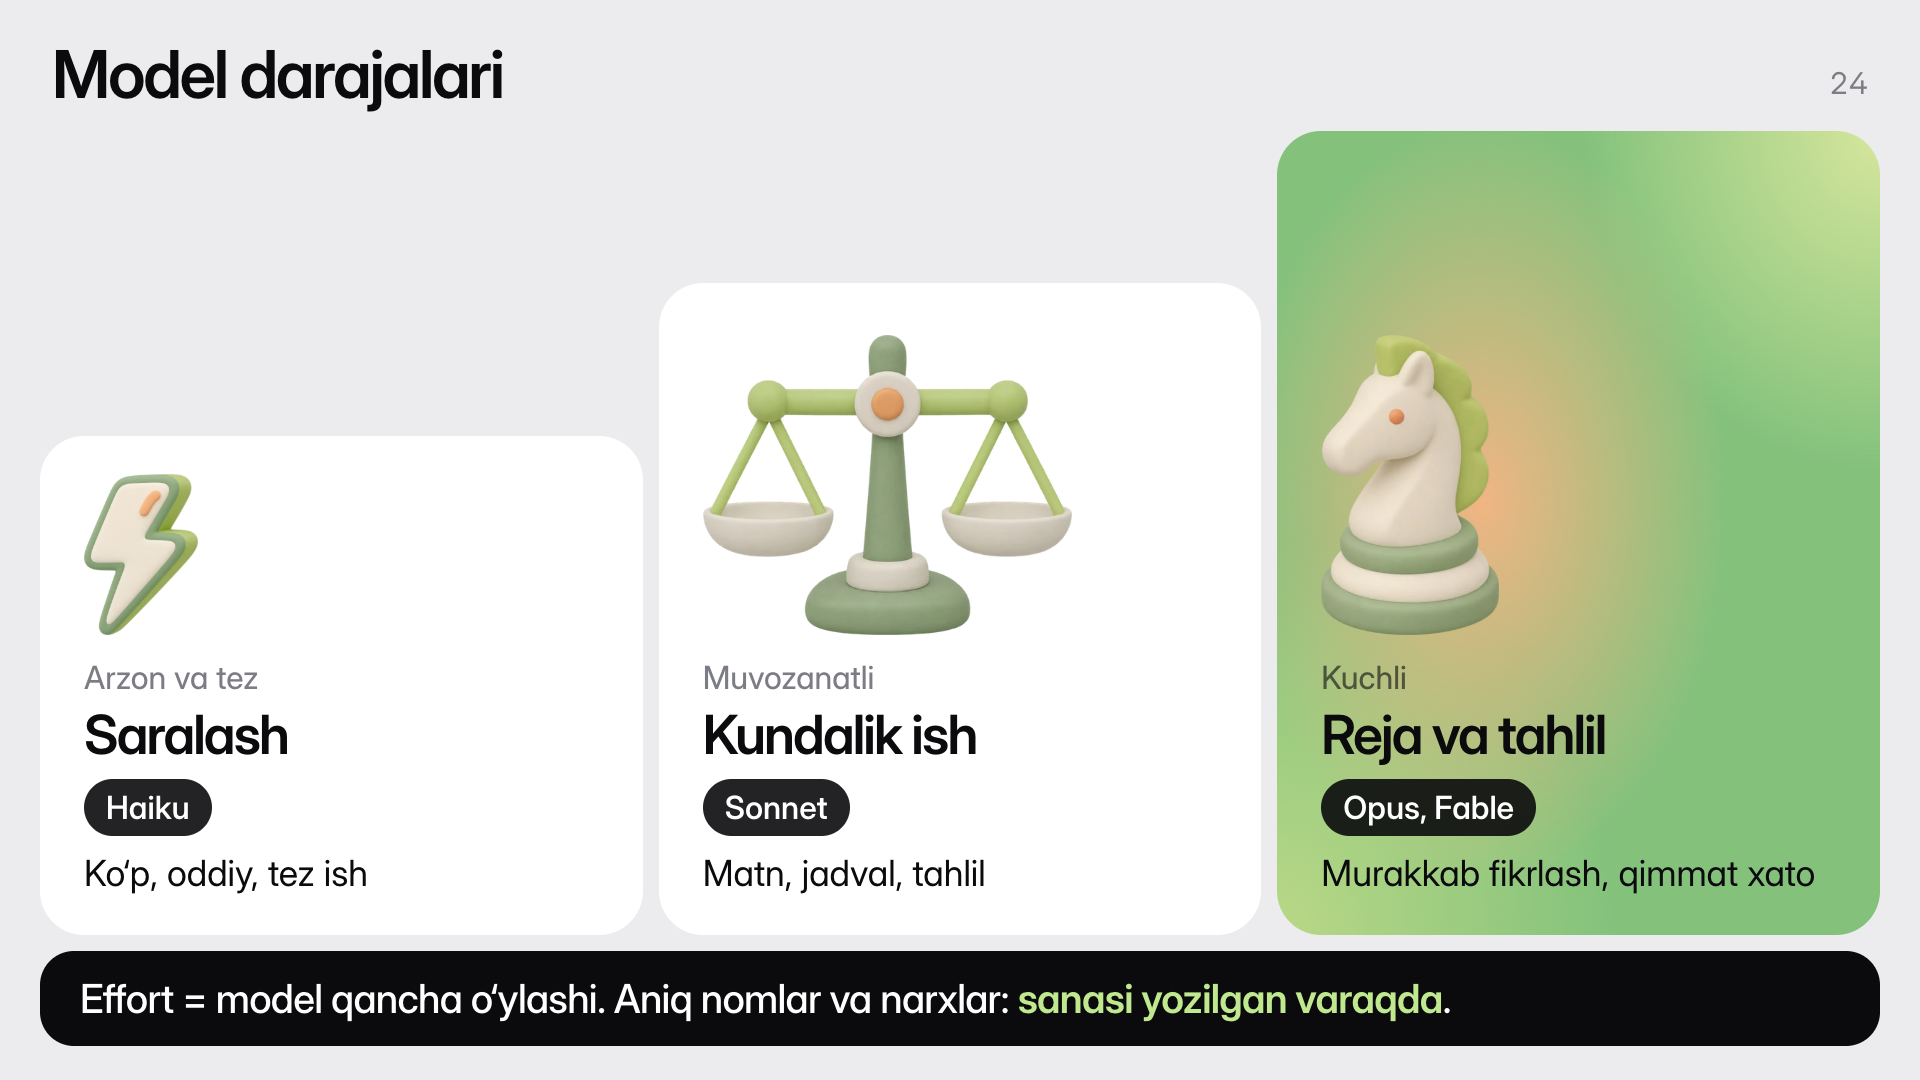 Model darajalari
24
Arzon va tez
Saralash
Haiku
Ko‘p, oddiy, tez ish
Muvozanatli
Kundalik ish
Sonnet
Matn, jadval, tahlil
Kuchli
Reja va tahlil
Opus, Fable
Murakkab fikrlash, qimmat xato
Effort = model qancha o‘ylashi. Aniq nomlar va narxlar: sanasi yozilgan varaqda.